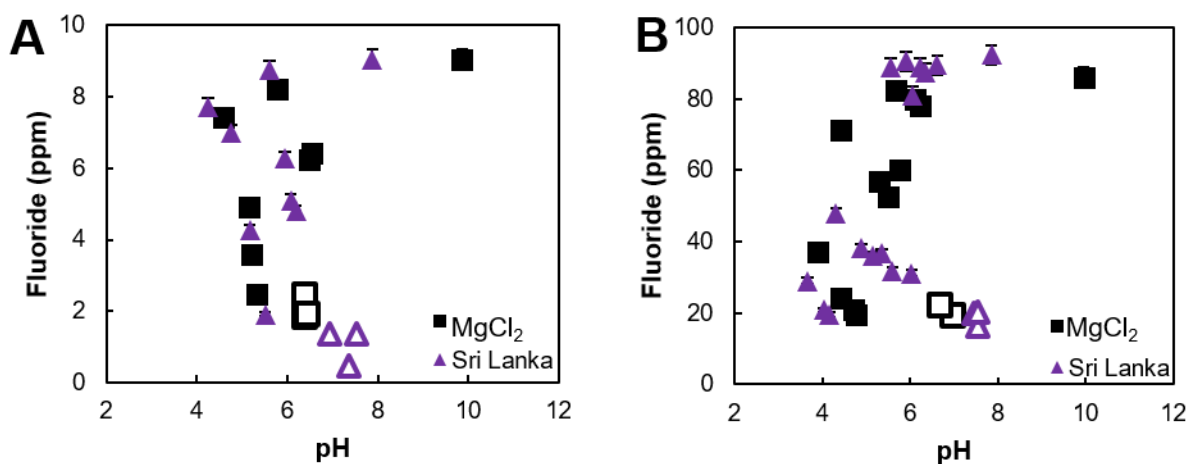 A
10
8
6
4
2
0
Fluoride (ppm)
2 4 6 8 10 12
pH
MgCl₂
Sri Lanka
B
100
80
60
40
20
0
Fluoride (ppm)
2 4 6 8 10 12
pH
MgCl₂
Sri Lanka